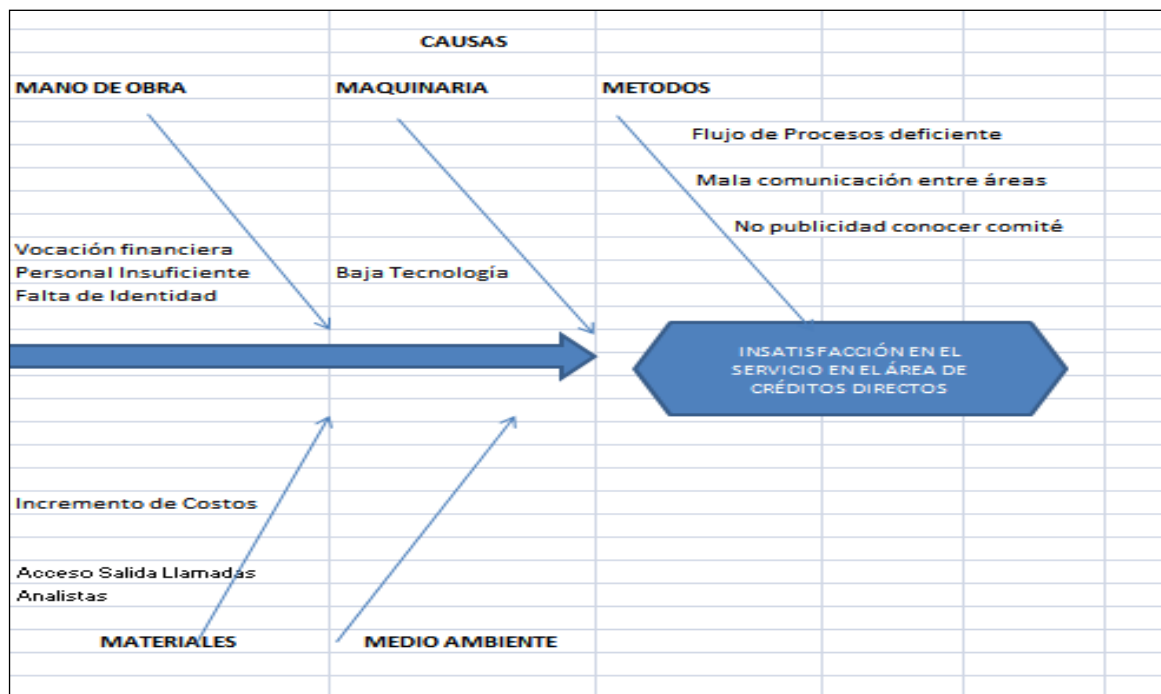 CAUSAS
MANO DE OBRA
MAQUINARIA
METODOS
Flujo de Procesos deficiente
Mala comunicación entre áreas
No publicidad conocer comité
Vocación financiera
Personal Insuficiente
Falta de Identidad
Baja Tecnología
INSATISFACCIÓN EN EL
SERVICIO EN EL ÁREA DE
CRÉDITOS DIRECTOS
Incremento de Costos
Acceso Salida Llamadas
Analistas
MATERIALES
MEDIO AMBIENTE